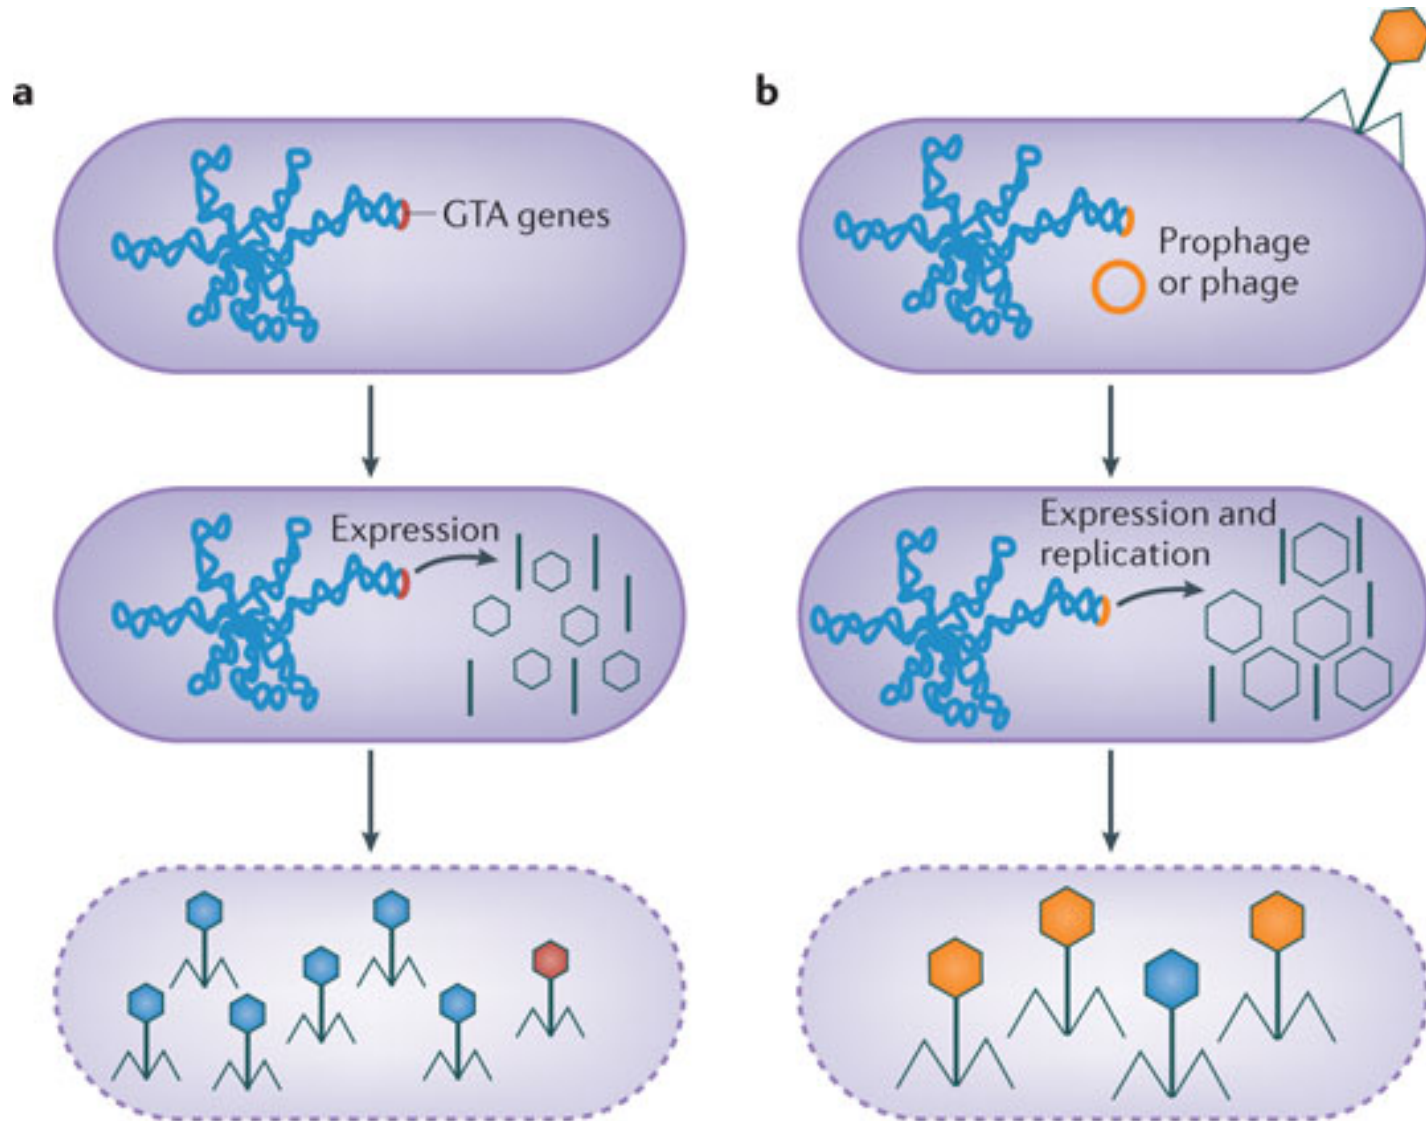 a
GTA genes
Expression
b
Prophage
or phage
Expression and
replication